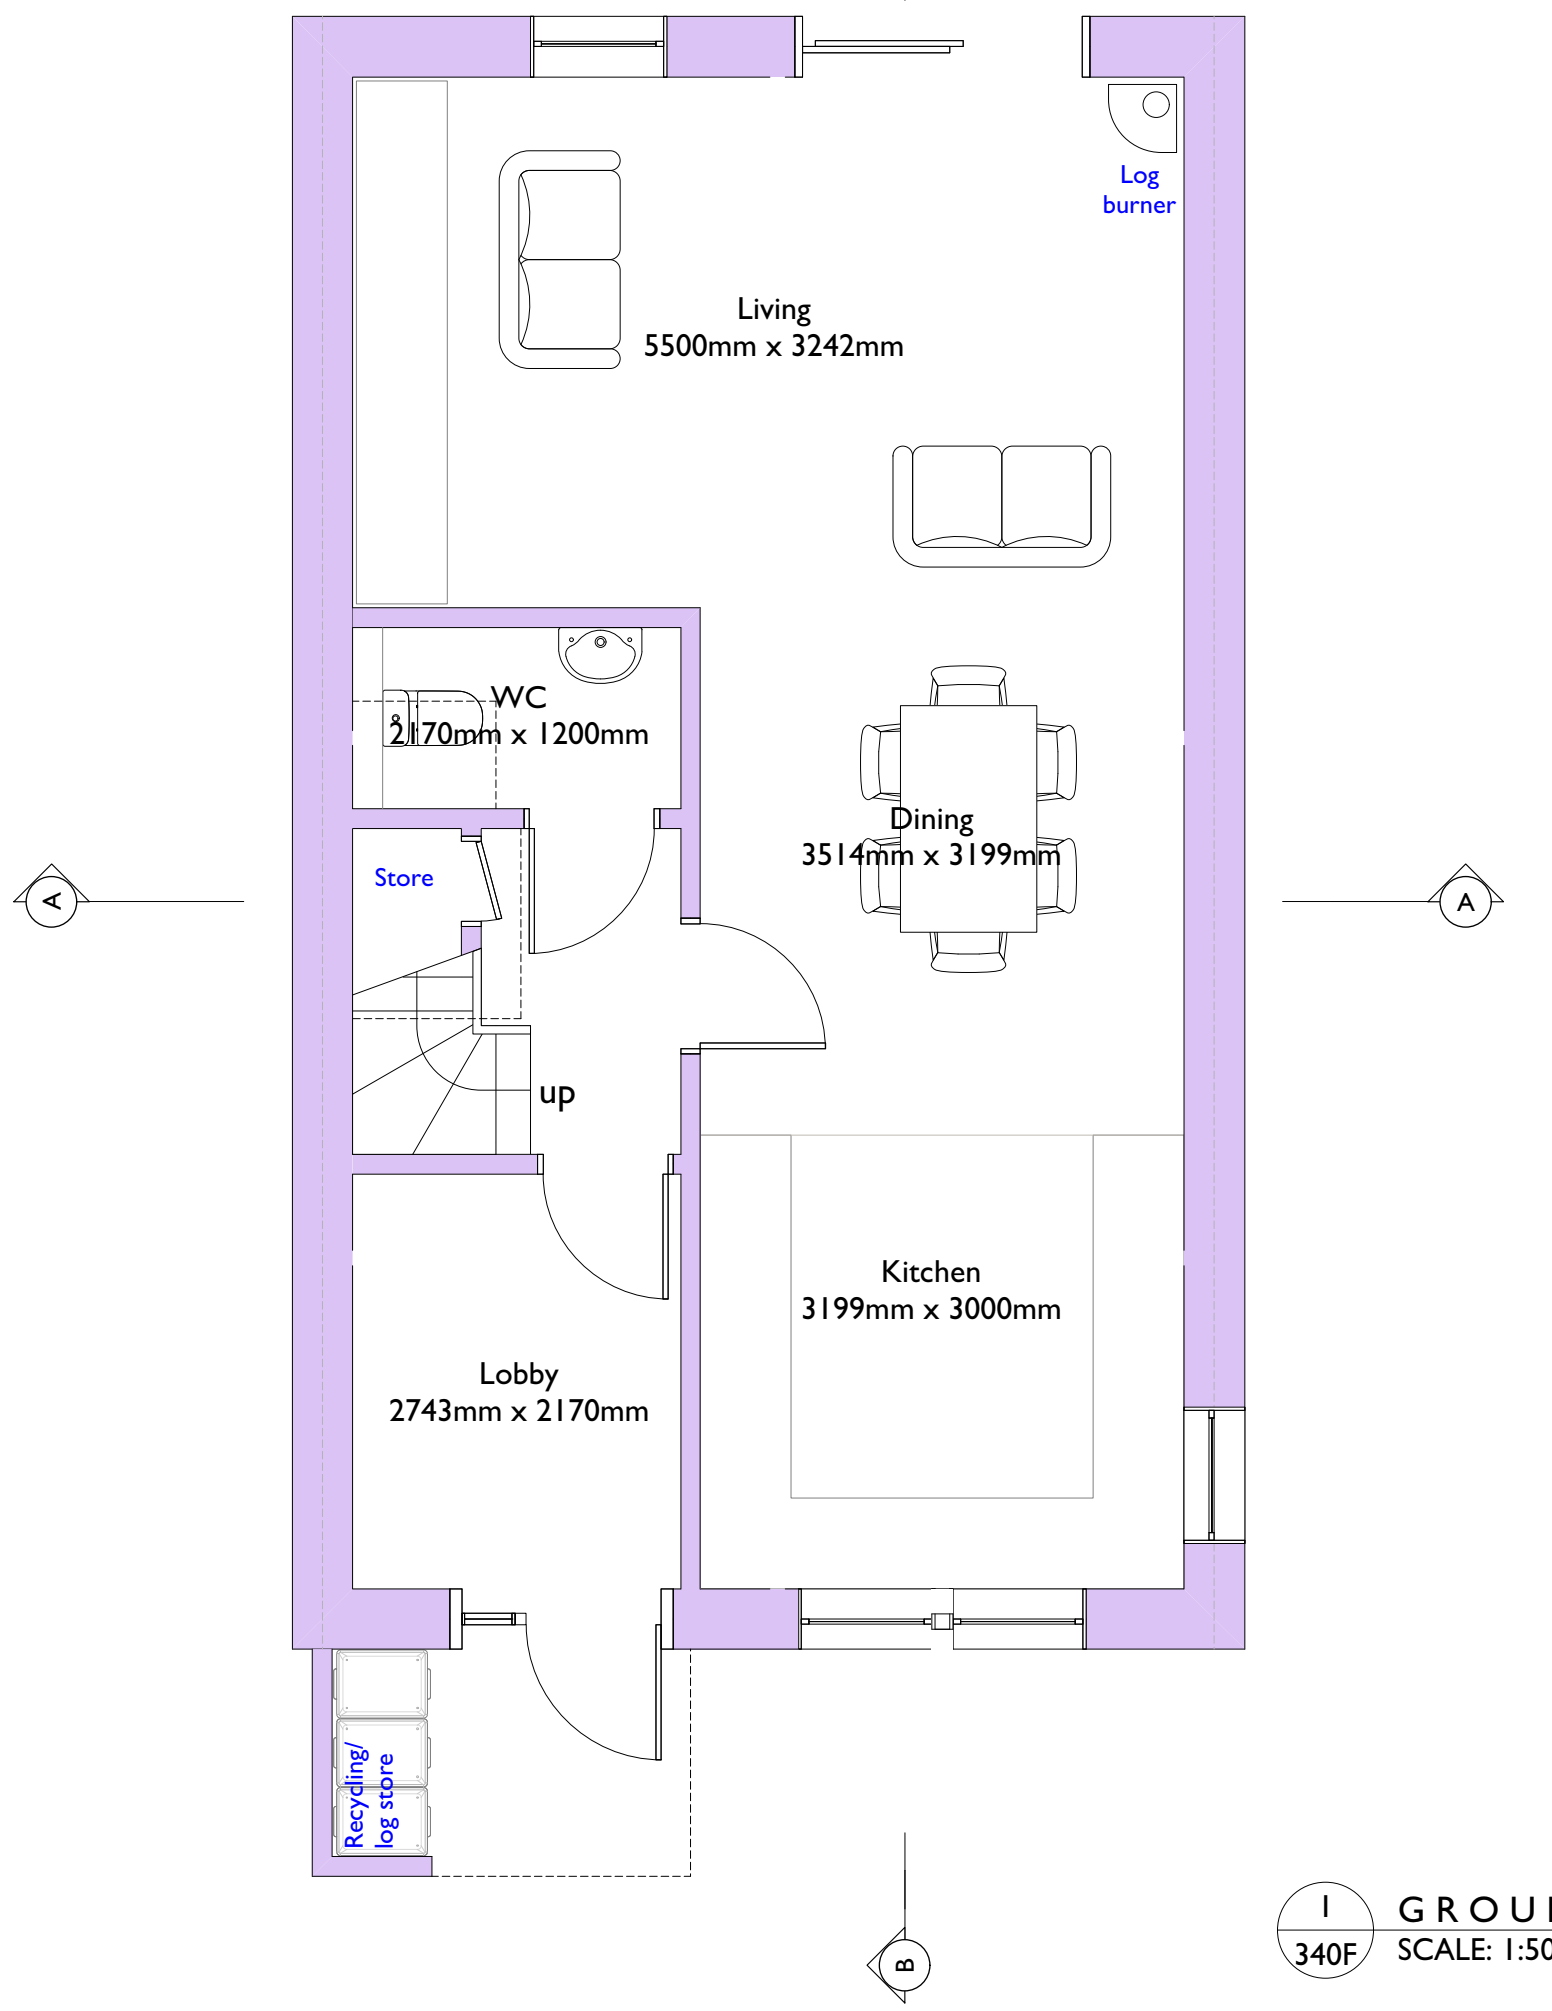 Log
burner
Living
5500mm x 3242mm
WC
2170mm x 1200mm
Dining
3514mm x 3199mm
Store
A
A
up
Kitchen
3199mm x 3000mm
Lobby
2743mm x 2170mm
Recycling/
log store
B
1
340F
GROU
SCALE: 1:50